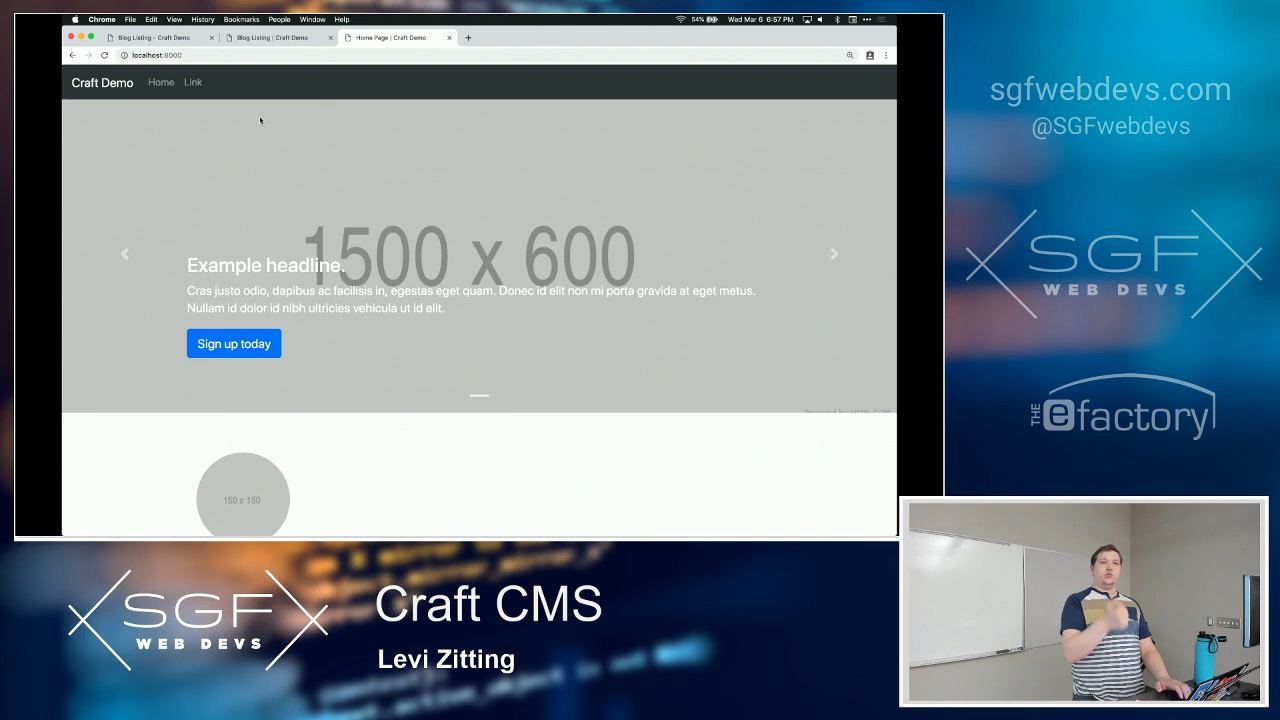 Chrome File Edit View History Bookmarks People Window Help
54% Wed Mar 6 6:57 PM
Blog Listing - Craft Demo
Blog Listing | Craft Demo
Home Page | Craft Demo
localhost:8000
Craft Demo Home Link
1500 x 600
Example headline.
Cras justo odio, dapibus ac facilisis in, egestas eget quam. Donec id elit non mi porta gravida at eget metus.
Nullam id dolor id nibh ultricies vehicula ut id elit.
Sign up today
150 x 150
sgfwebdevs.com
@SGFwebdevs
SGF
WEB DEVS
THE efactory
SGF
WEB DEVS
Craft CMS
Levi Zitting